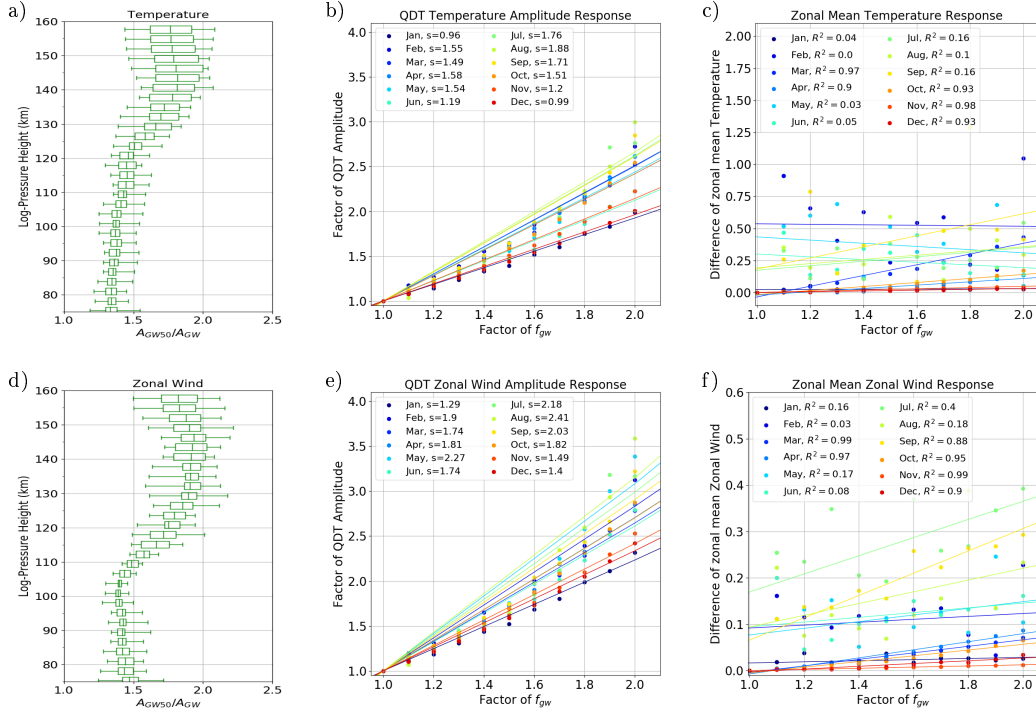 a)
Temperature
160
150
140
130
120
110
100
90
80
Log-Pressure Height (km)
1.0 1.5 2.0 2.5
A_GW50/A_GW
b)
QDT Temperature Amplitude Response
Jan, s=0.96
Feb, s=1.55
Mar, s=1.49
Apr, s=1.58
May, s=1.54
Jun, s=1.19
Jul, s=1.76
Aug, s=1.88
Sep, s=1.71
Oct, s=1.51
Nov, s=1.2
Dec, s=0.99
4.0
3.5
3.0
2.5
2.0
1.5
1.0
Factor of QDT Amplitude
1.0 1.2 1.4 1.6 1.8 2.0
Factor of f_gw
c)
Zonal Mean Temperature Response
Jan, R² = 0.04
Feb, R² = 0.0
Mar, R² = 0.97
Apr, R² = 0.9
May, R² = 0.03
Jun, R² = 0.05
Jul, R² = 0.16
Aug, R² = 0.1
Sep, R² = 0.16
Oct, R² = 0.93
Nov, R² = 0.98
Dec, R² = 0.93
2.00
1.75
1.50
1.25
1.00
0.75
0.50
0.25
0.00
Difference of zonal mean Temperature
1.0 1.2 1.4 1.6 1.8 2.0
Factor of f_gw
d)
Zonal Wind
160
150
140
130
120
110
100
90
80
Log-Pressure Height (km)
1.0 1.5 2.0 2.5
A_GW50/A_GW
e)
QDT Zonal Wind Amplitude Response
Jan, s=1.29
Feb, s=1.9
Mar, s=1.74
Apr, s=1.81
May, s=2.27
Jun, s=1.74
Jul, s=2.18
Aug, s=2.41
Sep, s=2.03
Oct, s=1.82
Nov, s=1.49
Dec, s=1.4
4.0
3.5
3.0
2.5
2.0
1.5
1.0
Factor of QDT Amplitude
1.0 1.2 1.4 1.6 1.8 2.0
Factor of f_gw
f)
Zonal Mean Zonal Wind Response
Jan, R² = 0.16
Feb, R² = 0.03
Mar, R² = 0.99
Apr, R² = 0.97
May, R² = 0.17
Jun, R² = 0.08
Jul, R² = 0.4
Aug, R² = 0.18
Sep, R² = 0.88
Oct, R² = 0.95
Nov, R² = 0.99
Dec, R² = 0.9
0.6
0.5
0.4
0.3
0.2
0.1
0.0
Difference of zonal mean Zonal Wind
1.0 1.2 1.4 1.6 1.8 2.0
Factor of f_gw